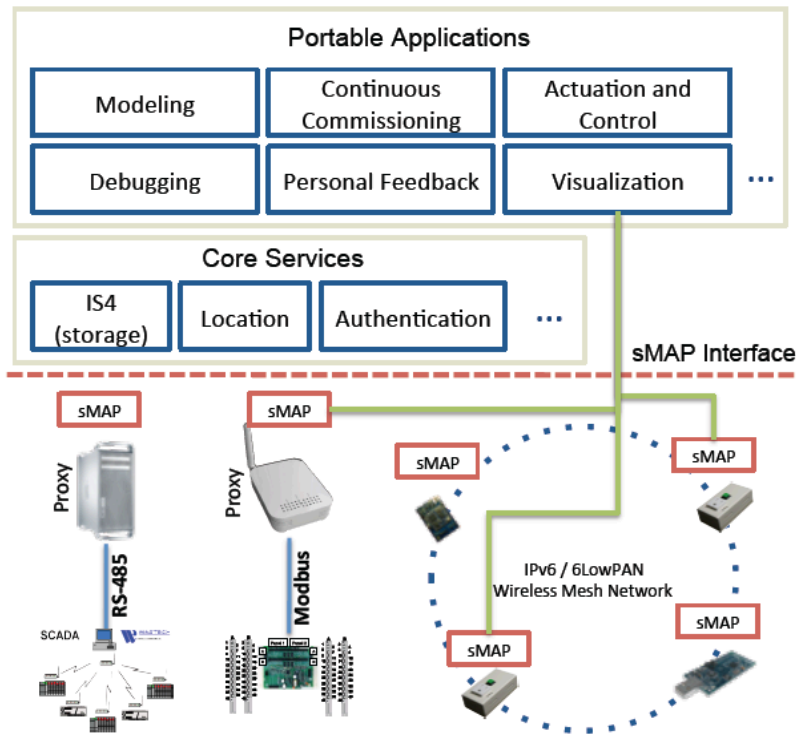 Portable Applications
Modeling
Continuous
Commissioning
Actuation and
Control
Debugging
Personal Feedback
Visualization
...
Core Services
IS4
(storage)
Location
Authentication
...
sMAP Interface
sMAP
sMAP
sMAP
sMAP
Proxy
Proxy
RS-485
Modbus
IPv6 / 6LowPAN
Wireless Mesh Network
sMAP
sMAP
SCADA